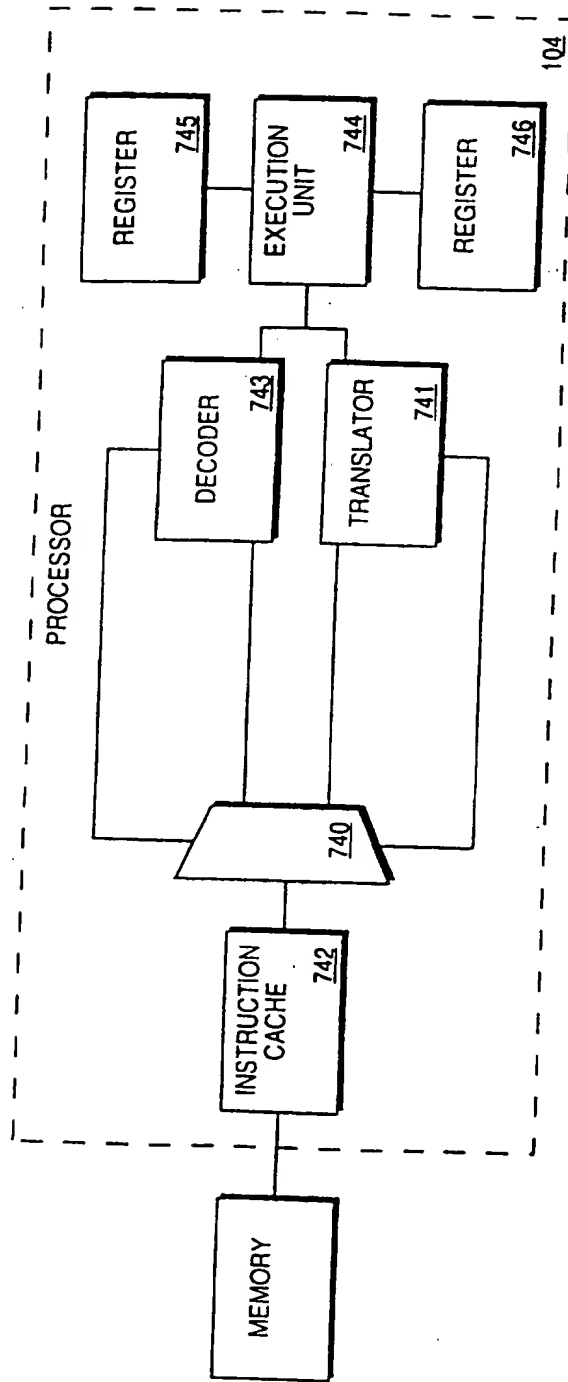 PROCESSOR
MEMORY
INSTRUCTION
CACHE
742
740
DECODER
743
TRANSLATOR
741
REGISTER
745
EXECUTION
UNIT
744
REGISTER
746
104